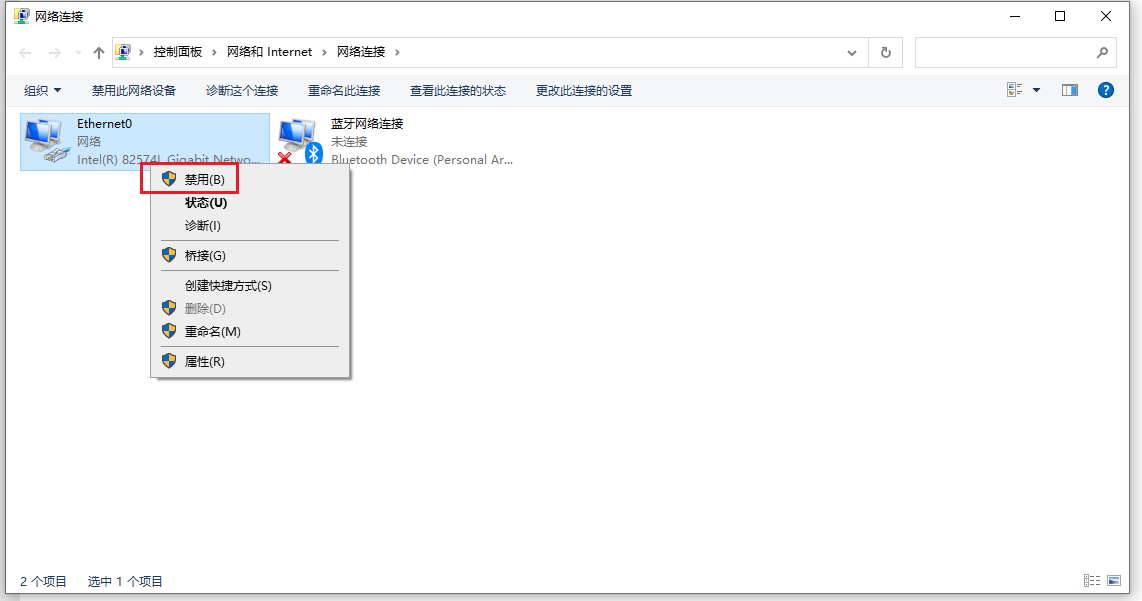 网络连接
控制面板 网络和 Internet 网络连接
组织 禁用此网络设备 诊断这个连接 重命名此连接 查看此连接的状态 更改此连接的设置
Ethernet0
网络
Intel(R) 82574L Gigabit Netwo...
蓝牙网络连接
未连接
Bluetooth Device (Personal Ar...
禁用(B)
状态(U)
诊断(I)
桥接(G)
创建快捷方式(S)
删除(D)
重命名(M)
属性(R)
2 个项目 选中 1 个项目